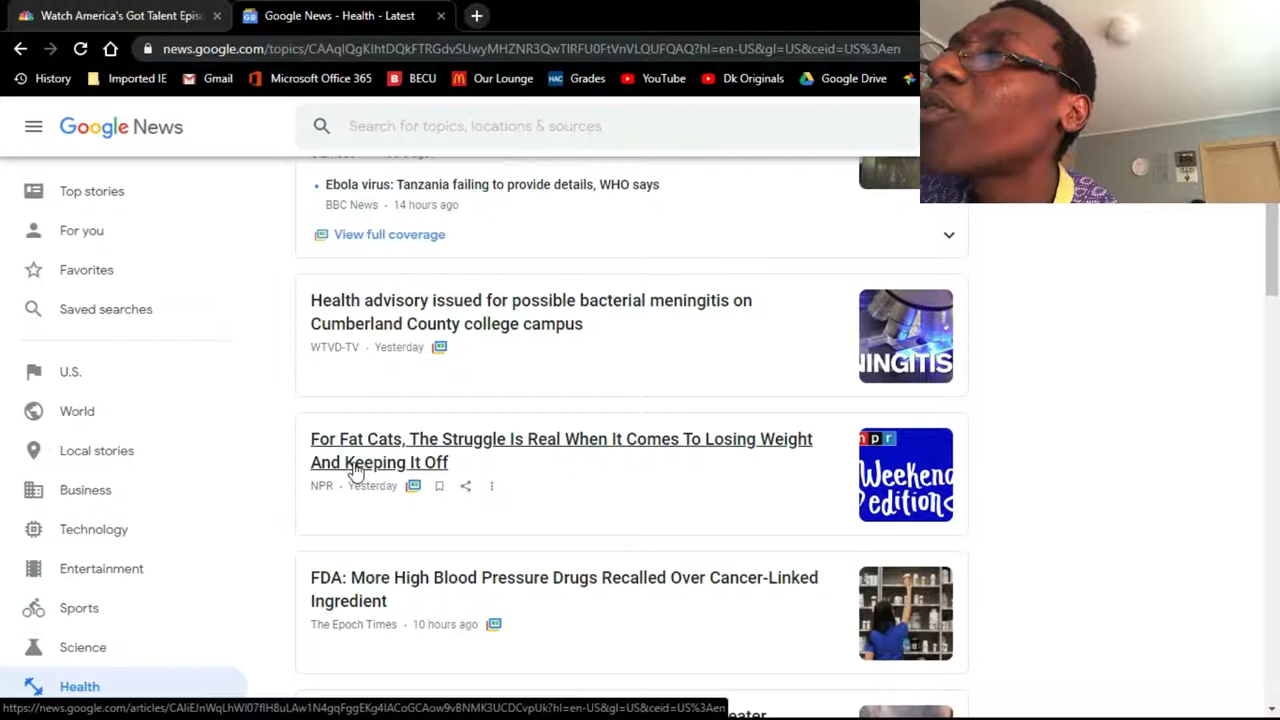 Watch America's Got Talent Episo
Google News - Health - Latest
news.google.com/topics/CAAqIQgKIhtDQkFTRGdvSUwyMHZNR3QwTlRFU0FtVnVLQUFQAQ?hl=en-US&gl=US&ceid=US%3Aen
History
Imported IE
Gmail
Microsoft Office 365
BECU
Our Lounge
HAC
Grades
YouTube
Dk Originals
Google Drive
Google News
Search for topics, locations & sources
Top stories
For you
Favorites
Saved searches
U.S.
World
Local stories
Business
Technology
Entertainment
Sports
Science
Health
Ebola virus: Tanzania failing to provide details, WHO says
BBC News · 14 hours ago
View full coverage
Health advisory issued for possible bacterial meningitis on
Cumberland County college campus
WTVD-TV · Yesterday
NINGITIS
For Fat Cats, The Struggle Is Real When It Comes To Losing Weight
And Keeping It Off
NPR · Yesterday
npr
Weekend
edition
FDA: More High Blood Pressure Drugs Recalled Over Cancer-Linked
Ingredient
The Epoch Times · 10 hours ago